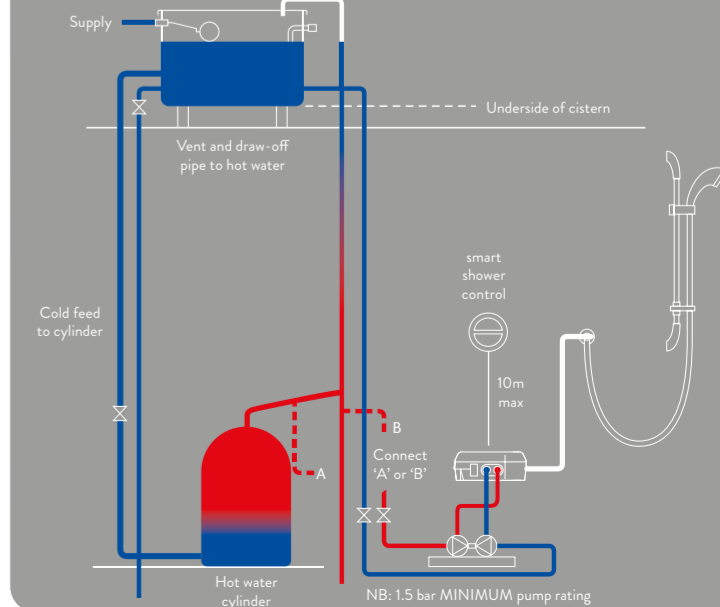 Supply
Underside of cistern
Vent and draw-off
pipe to hot water
smart
shower
control
Cold feed
to cylinder
10m
max
B
Connect
‘A’ or ‘B’
A
Hot water
cylinder
NB: 1.5 bar MINIMUM pump rating